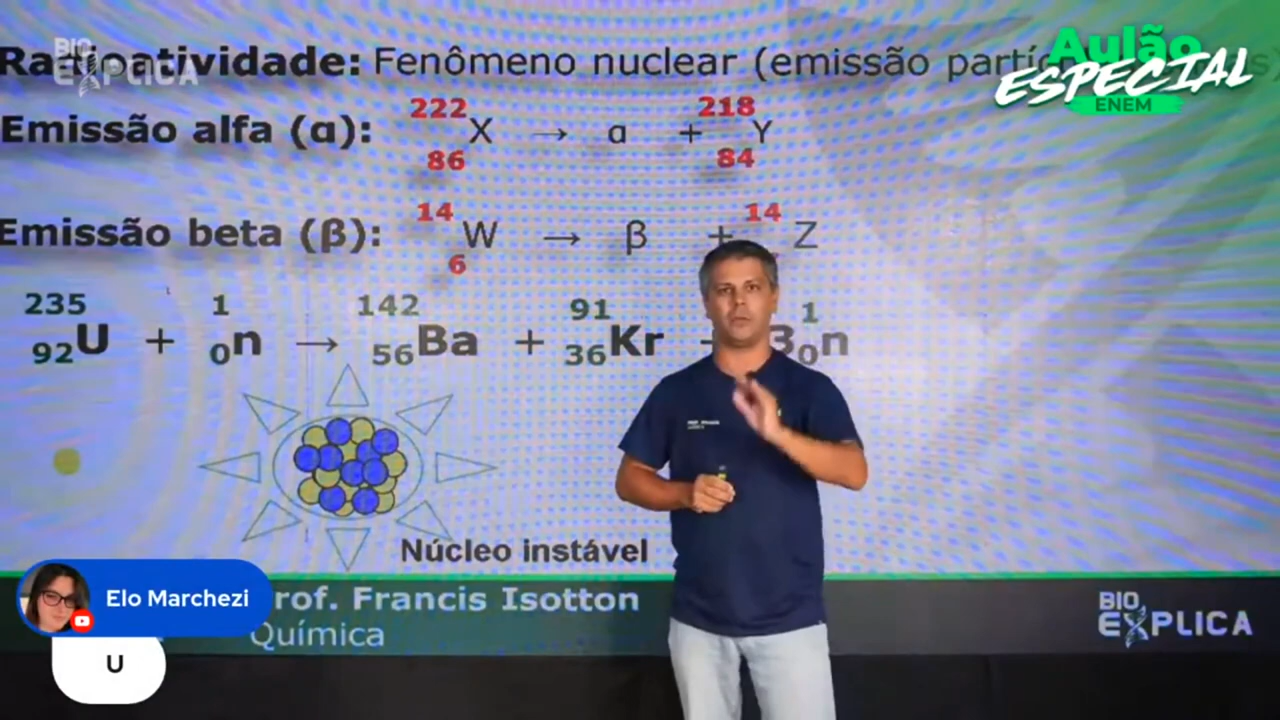 BIO EXPLICA
Aulão
ESPECIAL
ENEM
Radioatividade: Fenômeno nuclear (emissão
Emissão alfa (α): 222 86 X → α + 218 84 Y
Emissão beta (β): 14 6 W → β + 14 Z
235 92 U + 1 0 n → 142 56 Ba + 91 36 Kr + 3 1 0 n
Núcleo instável
Elo Marchezi
U
Prof. Francis Isotton
Química
BIO
EXPLICA